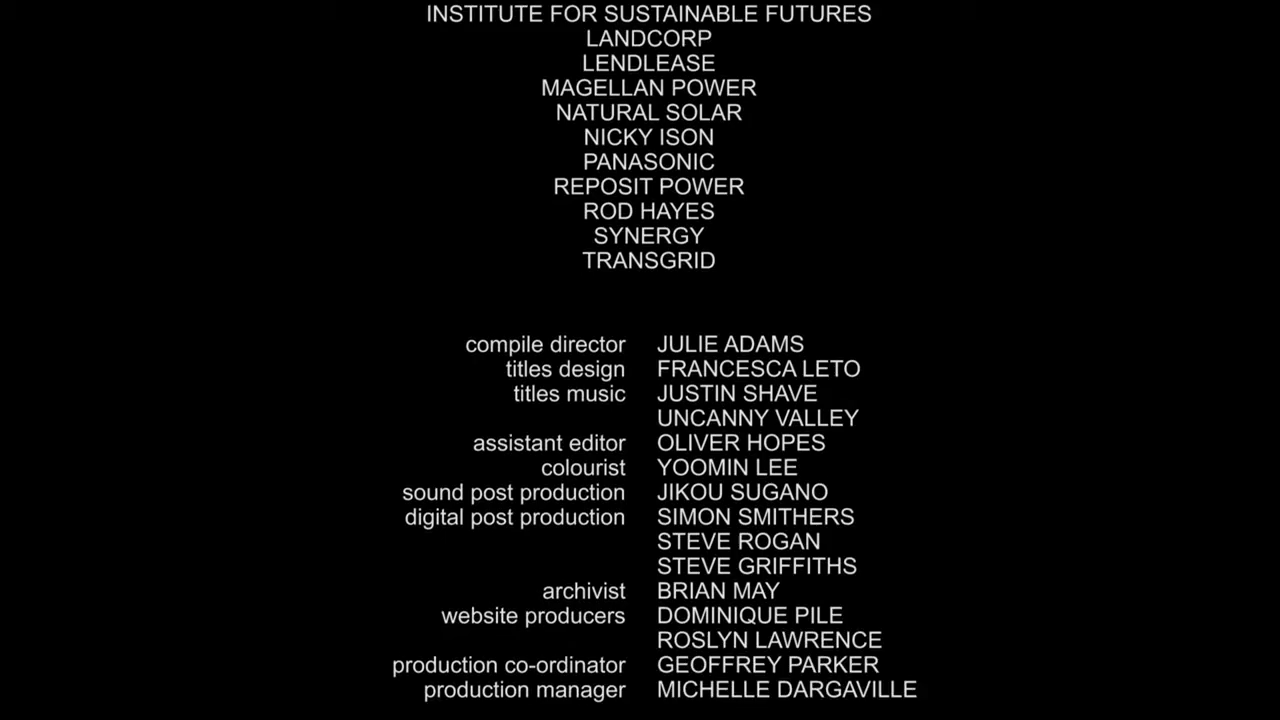 INSTITUTE FOR SUSTAINABLE FUTURES
LANDCORP
LENDLEASE
MAGELLAN POWER
NATURAL SOLAR
NICKY ISON
PANASONIC
REPOSIT POWER
ROD HAYES
SYNERGY
TRANSGRID
compile director JULIE ADAMS
titles design FRANCESCA LETO
titles music JUSTIN SHAVE
UNCANNY VALLEY
assistant editor OLIVER HOPES
colourist YOOMIN LEE
sound post production JIKOU SUGANO
digital post production SIMON SMITHERS
STEVE ROGAN
STEVE GRIFFITHS
archivist BRIAN MAY
website producers DOMINIQUE PILE
ROSLYN LAWRENCE
production co-ordinator GEOFFREY PARKER
production manager MICHELLE DARGAVILLE